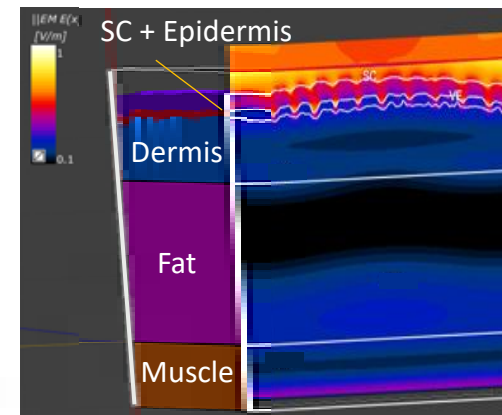 ||EM E(x
[V/m]
1
0.1
SC + Epidermis
SC
VE
Dermis
Fat
Muscle